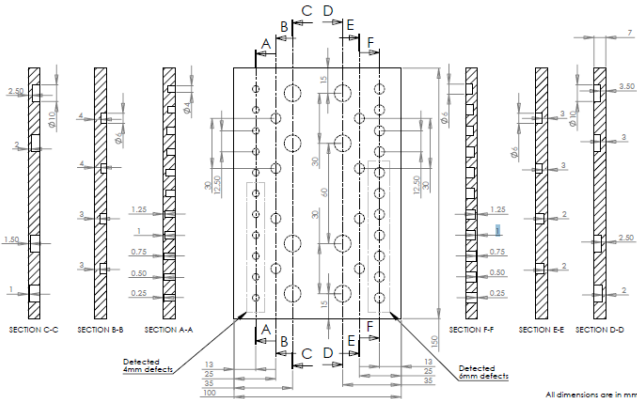 C D
B E
A F
7
15
2.50
Ø10
4
Ø6
Ø4
Ø6
3
4
Ø6
Ø10
3.50
2
4
30
12.50
30
60
12.50
30
3
3
1.25
1
0.75
0.50
0.25
1.50
3
30
1.25
0.75
0.50
0.25
2
2.50
1
3
15
2
2
SECTION C-C
SECTION B-B
SECTION A-A
SECTION F-F
SECTION E-E
SECTION D-D
150
A F
B E
C D
Detected
4mm defects
Detected
6mm defects
13
25
35
100
13
25
35
All dimensions are in mm